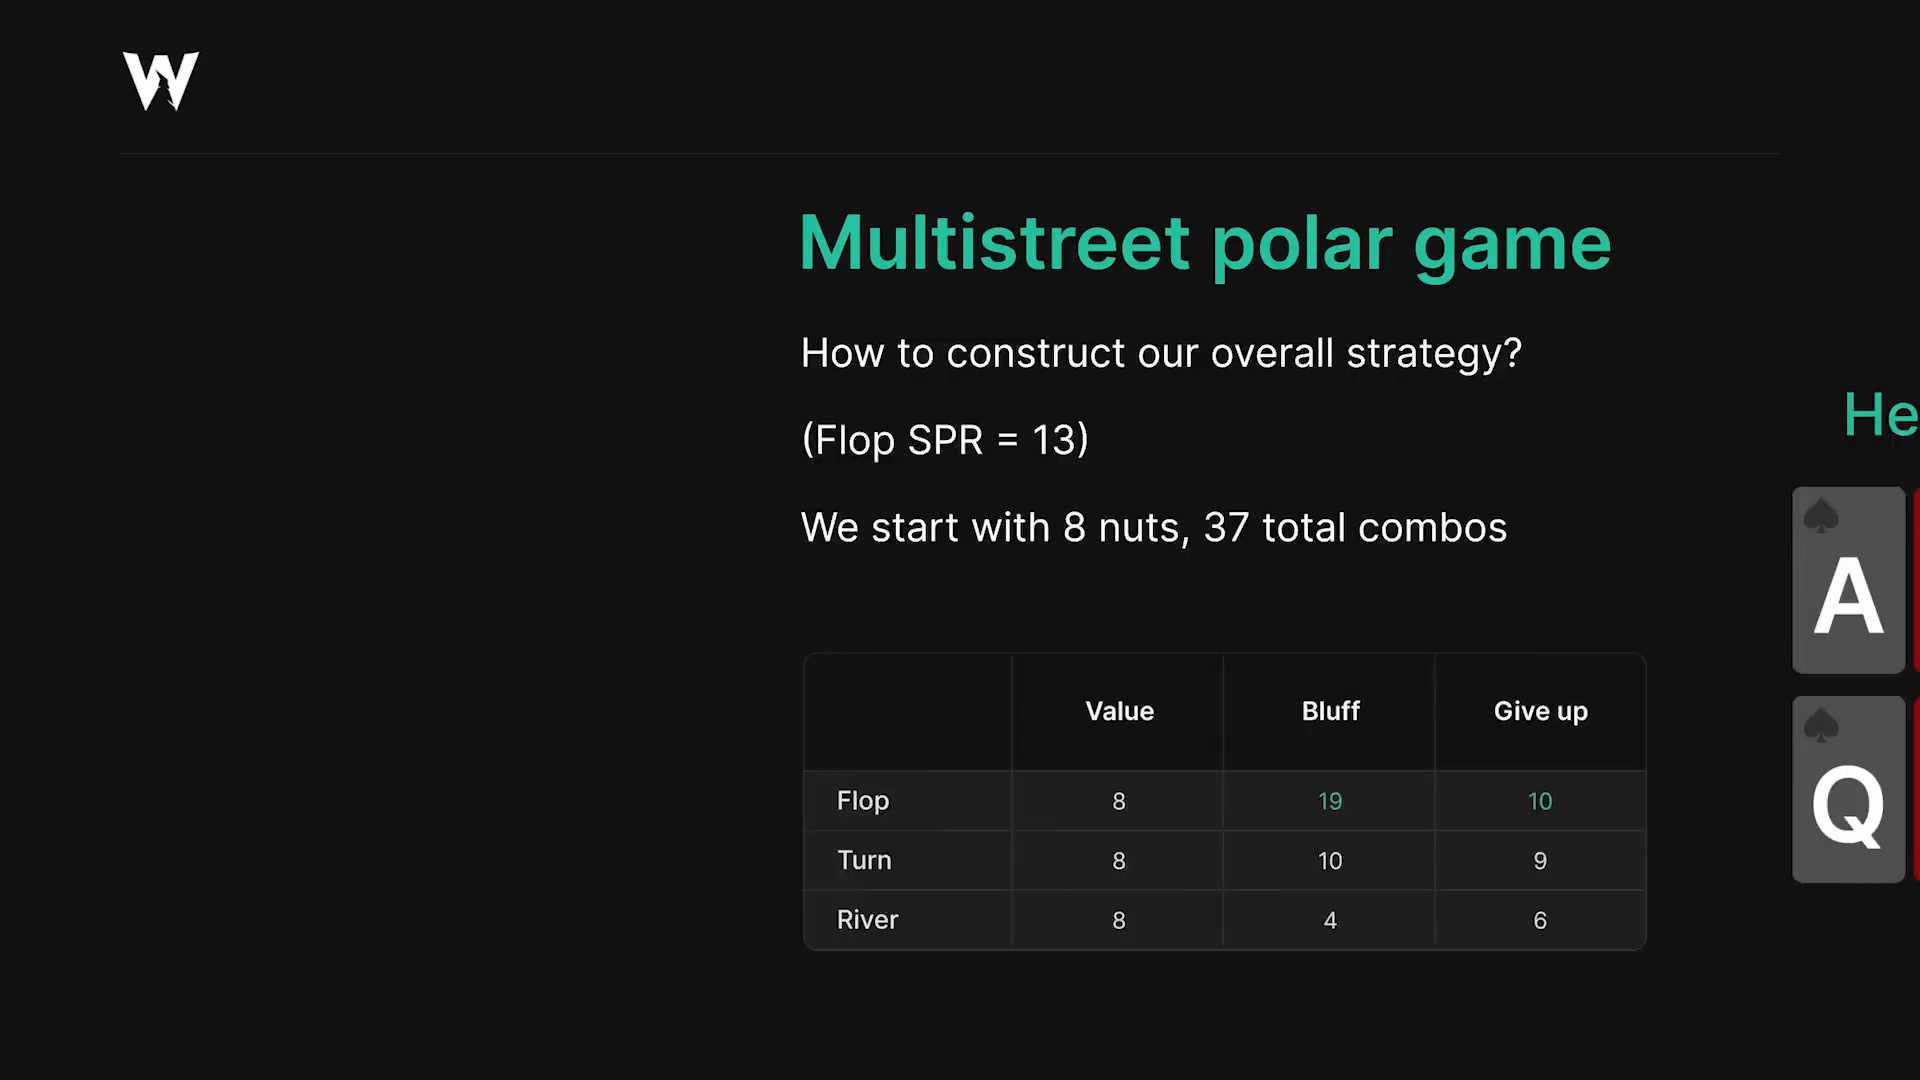 W
Multistreet polar game
How to construct our overall strategy?
(Flop SPR = 13)
We start with 8 nuts, 37 total combos
He
A
Q
Value Bluff Give up
Flop 8 19 10
Turn 8 10 9
River 8 4 6